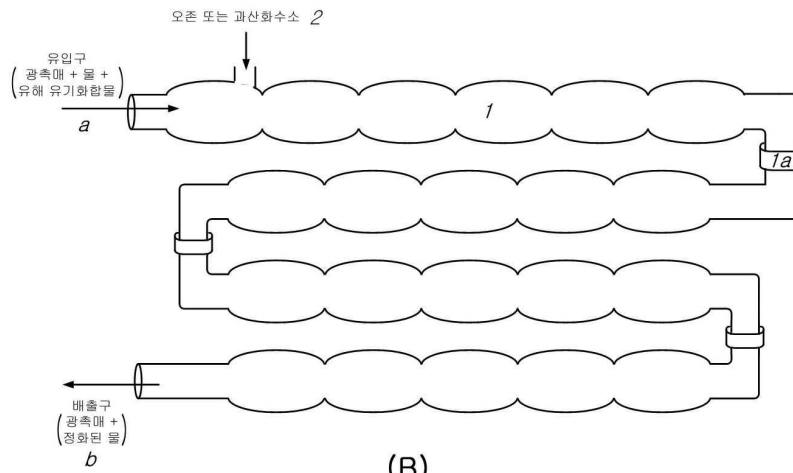 오존 또는 과산화수소 2
유입구
(광촉매 + 물 +
유해 유기화합물)
a
1
1a
배출구
(광촉매 +
정화된 물)
b
(B)